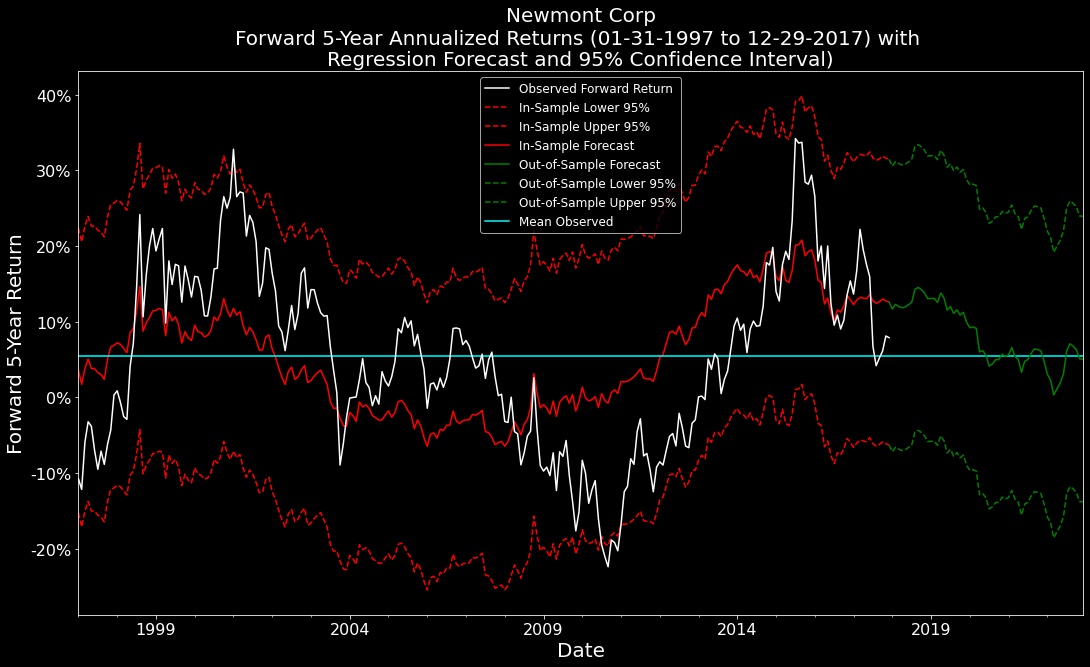 Newmont Corp
Forward 5-Year Annualized Returns (01-31-1997 to 12-29-2017) with
Regression Forecast and 95% Confidence Interval)
Observed Forward Return
In-Sample Lower 95%
In-Sample Upper 95%
In-Sample Forecast
Out-of-Sample Forecast
Out-of-Sample Lower 95%
Out-of-Sample Upper 95%
Mean Observed
Forward 5-Year Return
40%
30%
20%
10%
0%
-10%
-20%
1999
2004
2009
2014
2019
Date